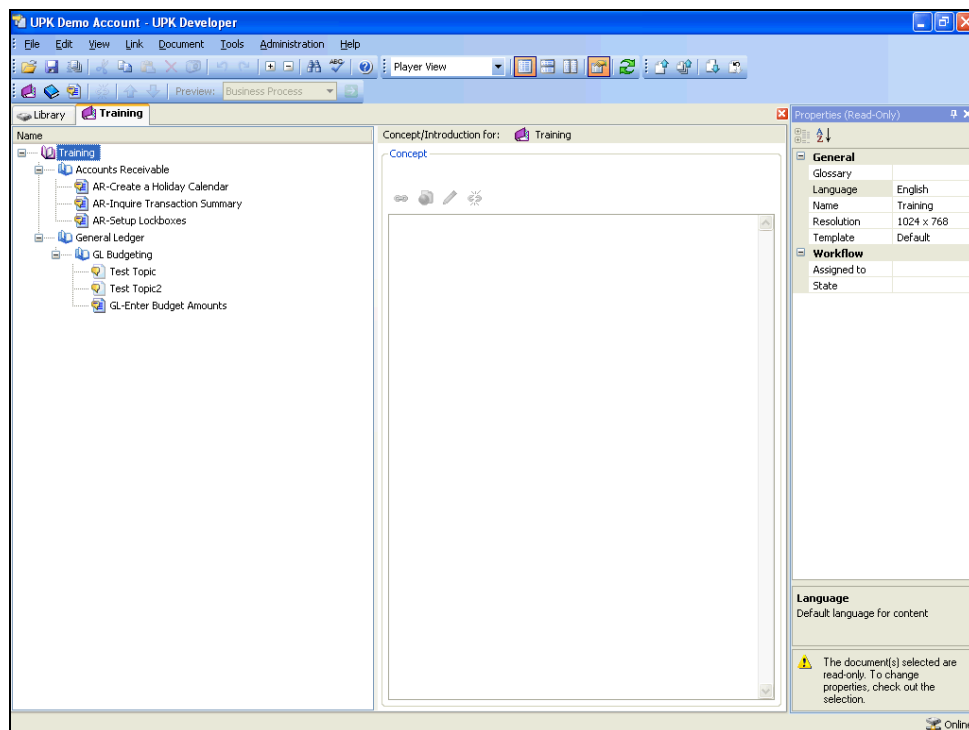 UPK Demo Account - UPK Developer
File Edit View Link Document Tools Administration Help
ABC Player View
Preview: Business Process
Library Training
Name
Training
Accounts Receivable
AR-Create a Holiday Calendar
AR-Inquire Transaction Summary
AR-Setup Lockboxes
General Ledger
GL Budgeting
Test Topic
Test Topic2
GL-Enter Budget Amounts
Concept/Introduction for: Training
Concept
Properties (Read-Only)
General
Glossary
Language English
Name Training
Resolution 1024 x 768
Template Default
Workflow
Assigned to
State
Language
Default language for content
The document(s) selected are
read-only. To change
properties, check out the
selection.
Online